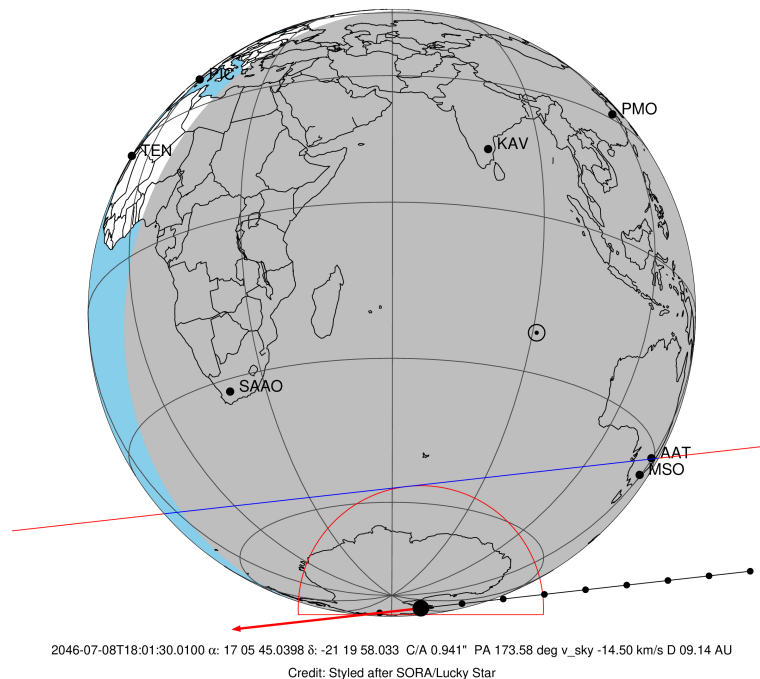 PIC
PMO
TEN
KAV
SAAO
AAT
MSO
2046-07-08T18:01:30.0100 α: 17 05 45.0398 δ: -21 19 58.033 C/A 0.941" PA 173.58 deg v_sky -14.50 km/s D 09.14 AU
Credit: Styled after SORA/Lucky Star